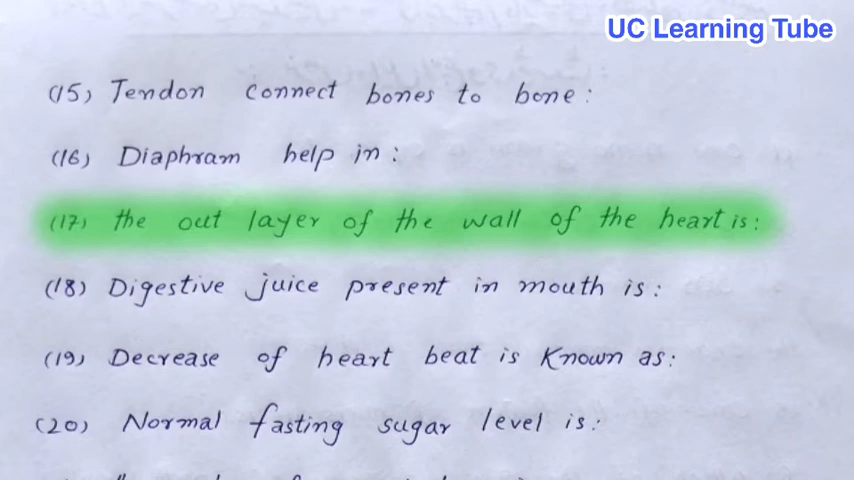 UC Learning Tube
(15) Tendon connect bones to bone:
(16) Diaphram help in:
(17) the out layer of the wall of the heart is:
(18) Digestive juice present in mouth is:
(19) Decrease of heart beat is Known as:
(20) Normal fasting sugar level is: